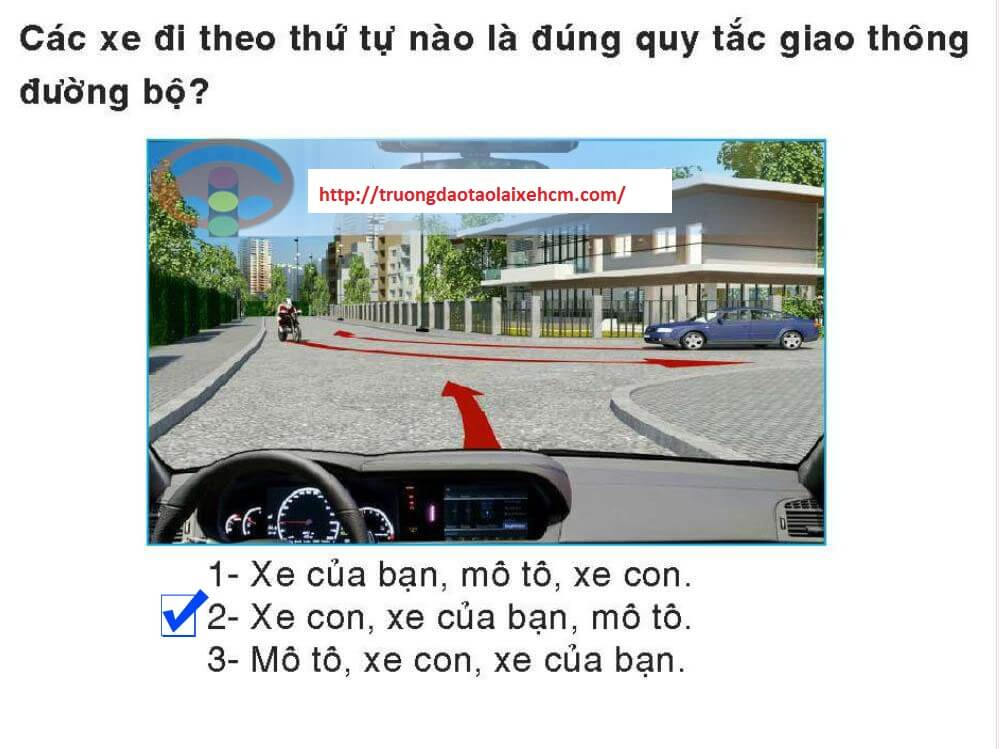 Các xe đi theo thứ tự nào là đúng quy tắc giao thông
đường bộ?
http://truongdaotaolaixehcm.com/
1- Xe của bạn, mô tô, xe con.
2- Xe con, xe của bạn, mô tô.
3- Mô tô, xe con, xe của bạn.